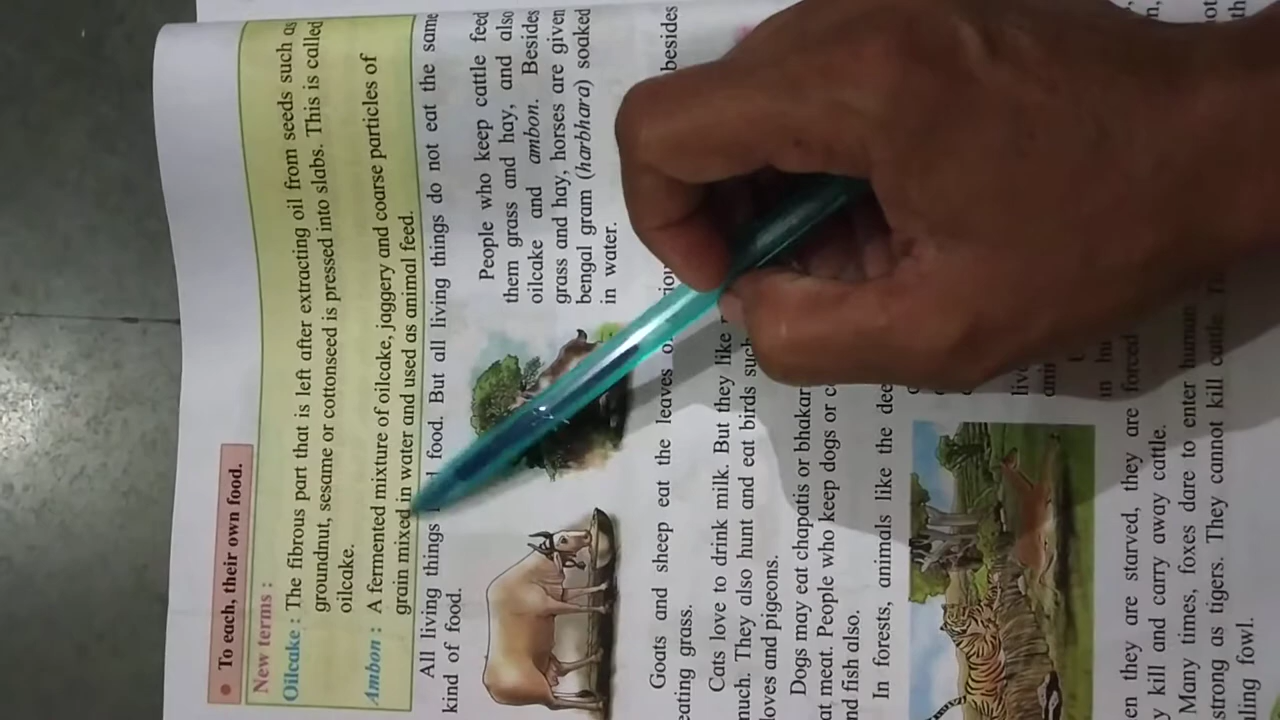 • To each, their own food.
New terms :
Oilcake : The fibrous part that is left after extracting oil from seeds such as
groundnut, sesame or cottonseed is pressed into slabs. This is called
oilcake.
Ambon : A fermented mixture of oilcake, jaggery and coarse particles of
grain mixed in water and used as animal feed.
All living things food. But all living things do not eat the same
kind of food.
People who keep cattle feed
them grass and hay, and also
oilcake and ambon. Besides
grass and hay, horses are given
bengal gram (harbhara) soaked
in water.
Goats and sheep eat the leaves besides
eating grass.
Cats love to drink milk. But they like
much. They also hunt and eat birds such
and pigeons.
Dogs may eat chapatis or
meat. People who keep dogs or
and fish also.
In forests, animals like the
they are starved, they are forced
kill and carry away cattle.
Many times, foxes dare to enter human
strong as tigers. They cannot kill cattle.
fowl.